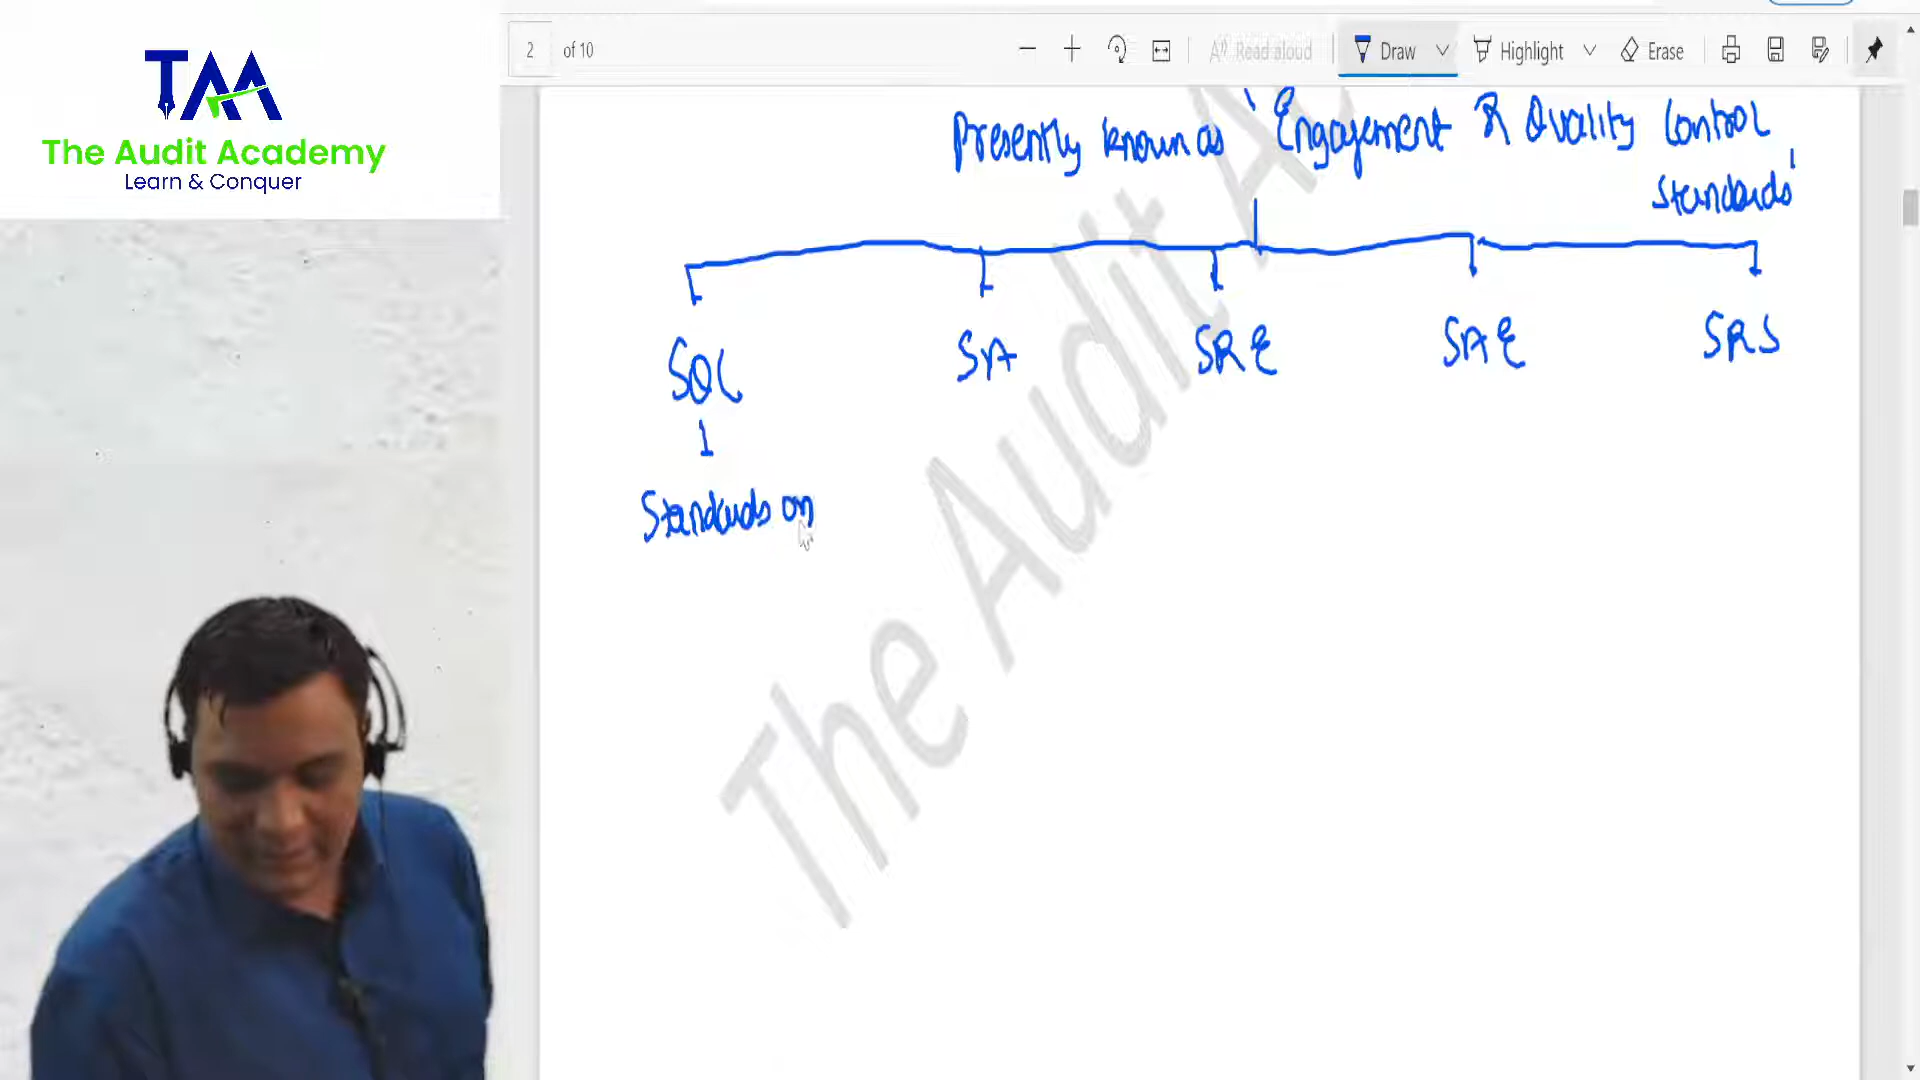 TAA
The Audit Academy
Learn & Conquer
2 of 10
Read aloud Draw Highlight Erase
Presently known as 'Engagement & Quality Control
Standards'
SQC SA SRE SAE SRS
Standards on
The Audit Ac